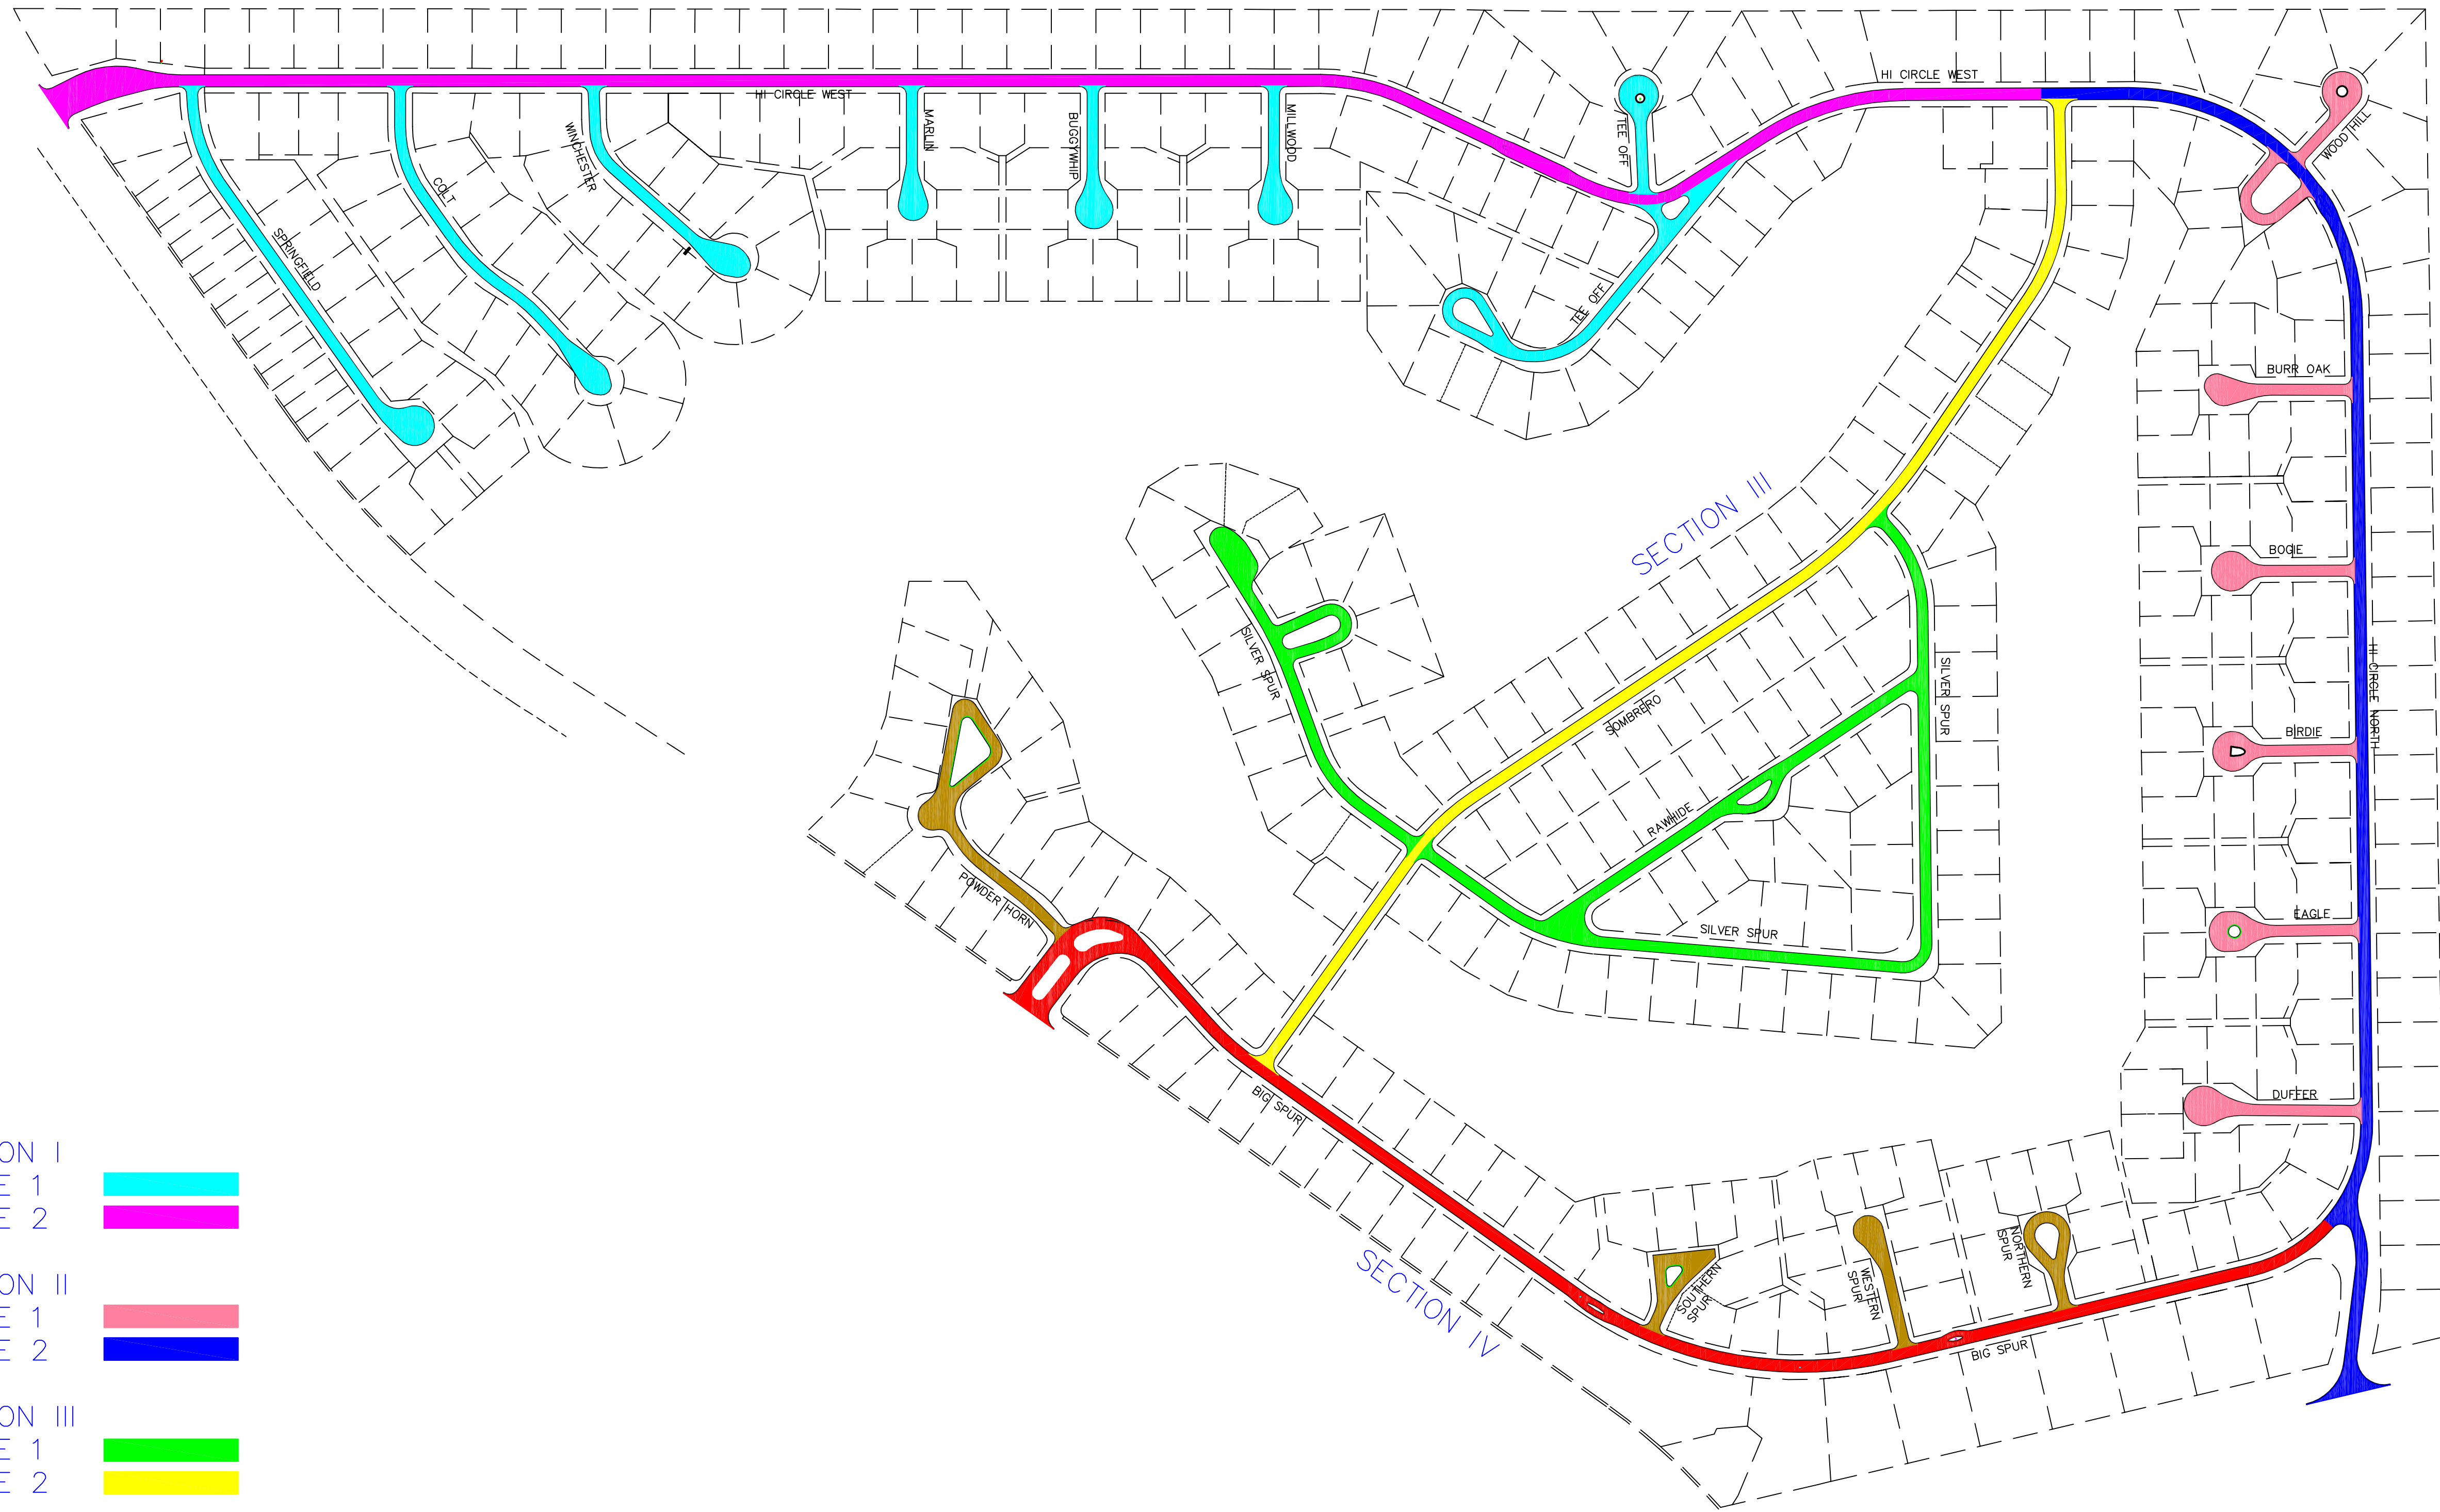 HI CIRCLE WEST
HI CIRCLE WEST
MARLIN
BUGGYWHIP
MILLWOOD
TEE OFF
WOOD HILL
WINCHESTER
COLT
SPRINGFIELD
TEE OFF
BURR OAK
SECTION III
BOGIE
SILVER SPUR
SILVER SPUR
HI CIRCLE NORTH
SOMBRERO
BIRDIE
RAWHIDE
POWDER HORN
EAGLE
SILVER SPUR
BIG SPUR
DUFFER
SECTION IV
SOUTHERN
SPUR
WESTERN
SPUR
NORTHERN
SPUR
BIG SPUR
ON I
E 1
E 2
ON II
E 1
E 2
ON III
E 1
E 2